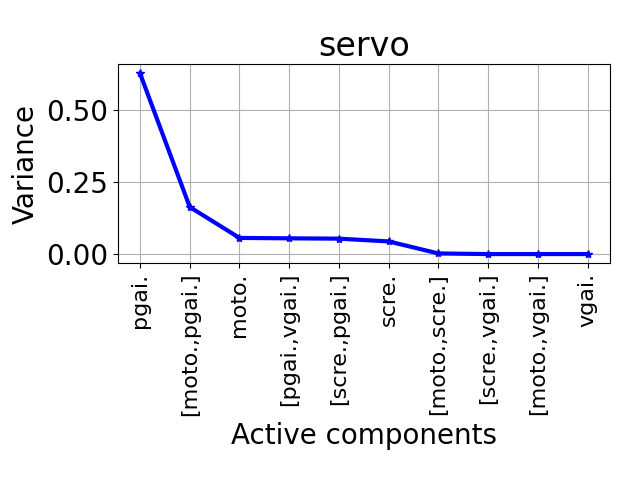 servo
Variance
0.50
0.25
0.00
pgai.
[moto.,pgai.]
moto.
[pgai.,vgai.]
[scre.,pgai.]
scre.
[moto.,scre.]
[scre.,vgai.]
[moto.,vgai.]
vgai.
Active components